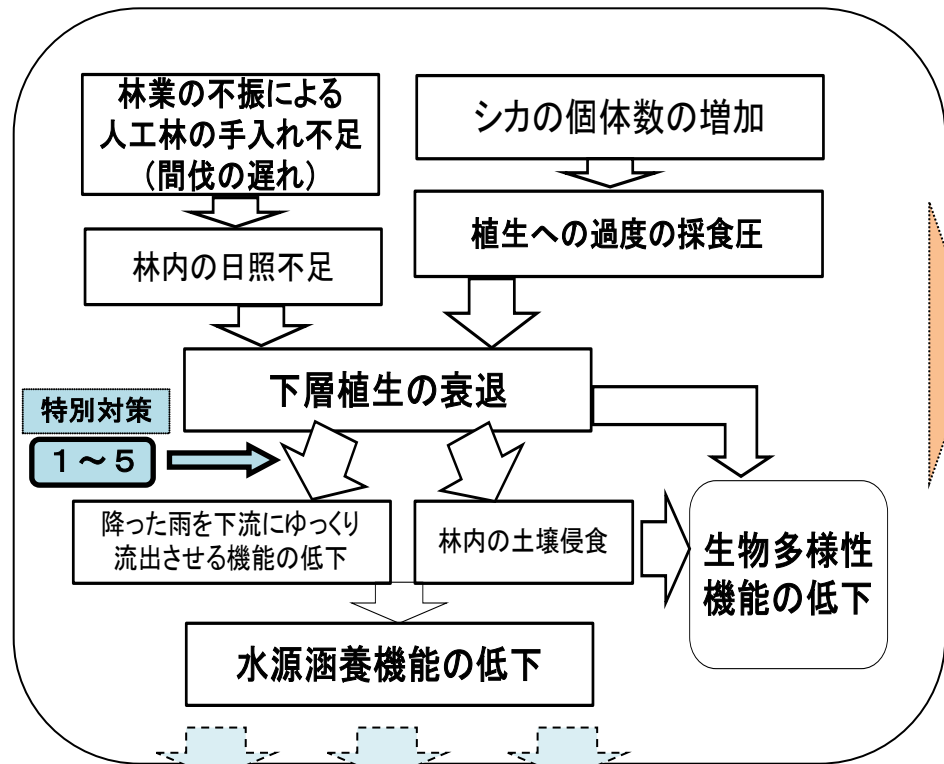 林業の不振による
人工林の手入れ不足
(間伐の遅れ)
シカの個体数の増加
林内の日照不足
植生への過度の採食圧
下層植生の衰退
特別対策
1～5
降った雨を下流にゆっくり
流出させる機能の低下
林内の土壌侵食
生物多様性
機能の低下
水源涵養機能の低下